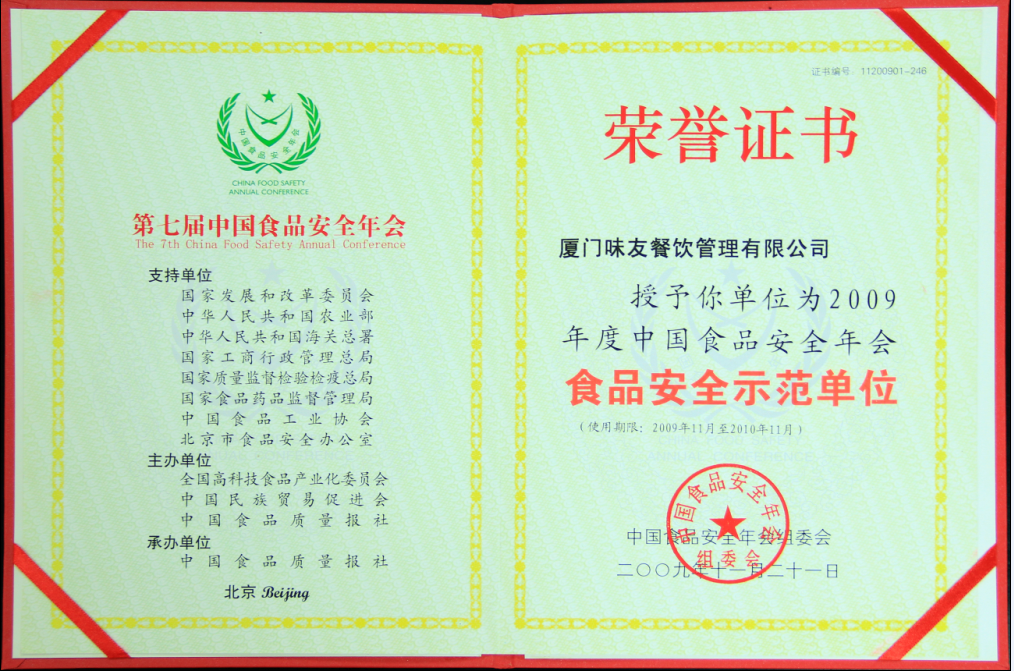 中国食品安全年会
CHINA FOOD SAFETY
ANNUAL CONFERENCE
第七届中国食品安全年会
The 7th China Food Safety Annual Conference
支持单位
国家发展和改革委员会
中华人民共和国农业部
中华人民共和国海关总署
国家工商行政管理总局
国家质量监督检验检疫总局
国家食品药品监督管理局
中国食品工业协会
北京市食品安全办公室
主办单位
全国高科技食品产业化委员会
中国民族贸易促进会
中国食品质量报社
承办单位
中国食品质量报社
北京 Beijing
证书编号：11200901-246
荣誉证书
厦门味友餐饮管理有限公司
授予你单位为2009
年度中国食品安全年会
食品安全示范单位
（使用期限：2009年11月至2010年11月）
中国食品安全年会组委会
二〇〇九年十一月二十一日
中国食品安全年会
组委会